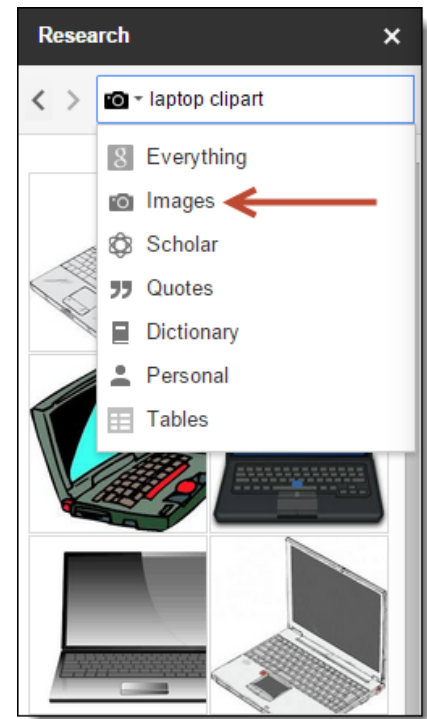 Research
laptop clipart
Everything
Images
Scholar
Quotes
Dictionary
Personal
Tables